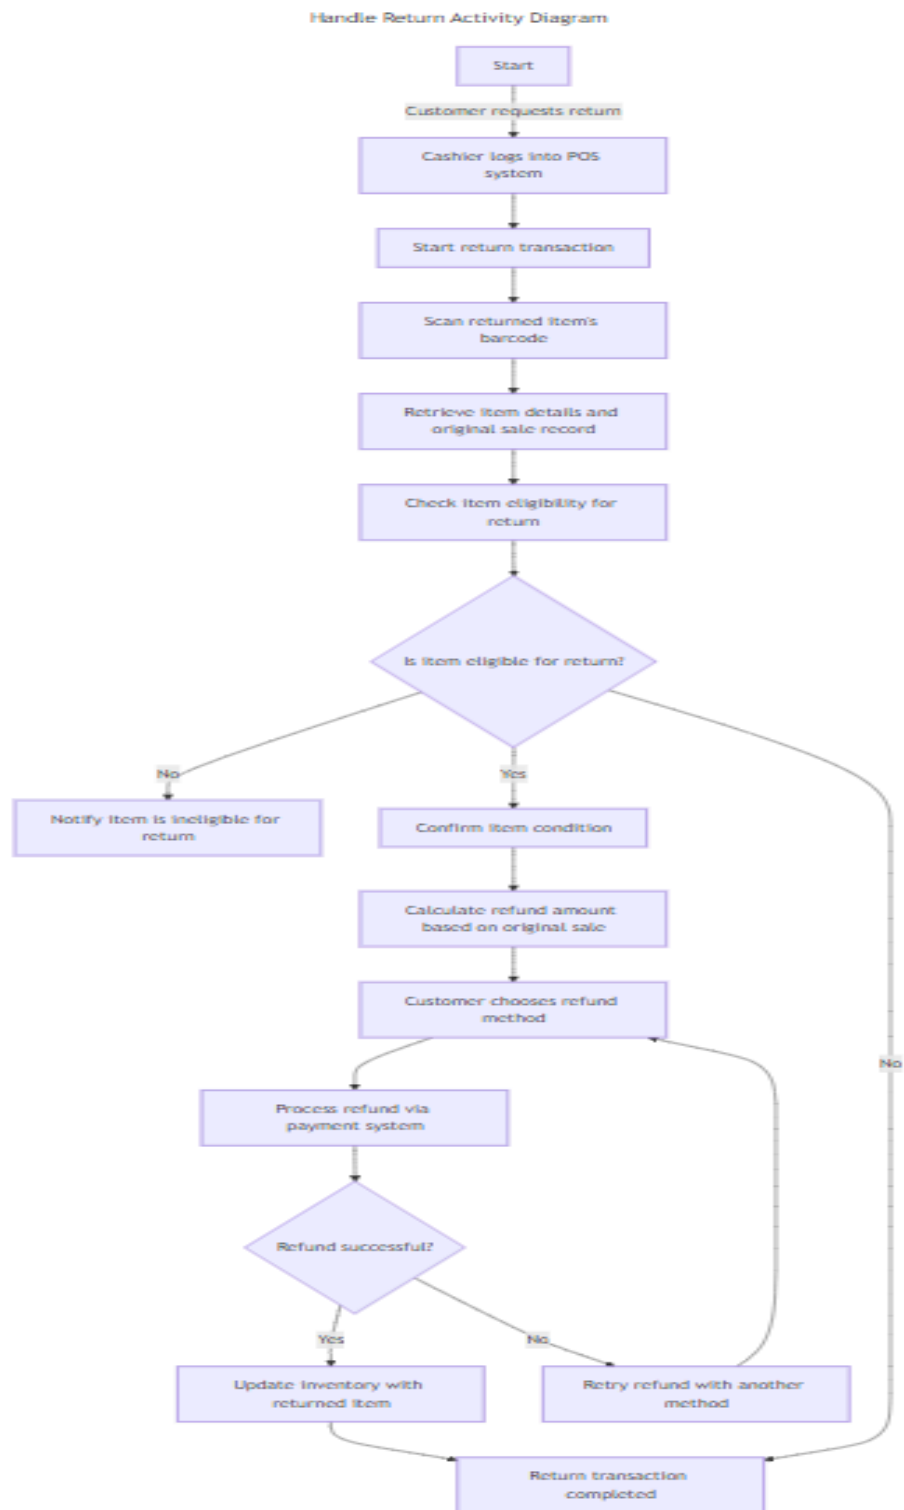 Handle Return Activity Diagram
Start
Customer requests return
Cashier logs into POS
system
Start return transaction
Scan returned item's
barcode
Retrieve item details and
original sale record
Check item eligibility for
return
Is item eligible for return?
No
Yes
Notify item is ineligible for
return
Confirm item condition
Calculate refund amount
based on original sale
Customer chooses refund
method
No
Process refund via
payment system
Refund successful?
Yes
No
Update inventory with
returned item
Retry refund with another
method
Return transaction
completed